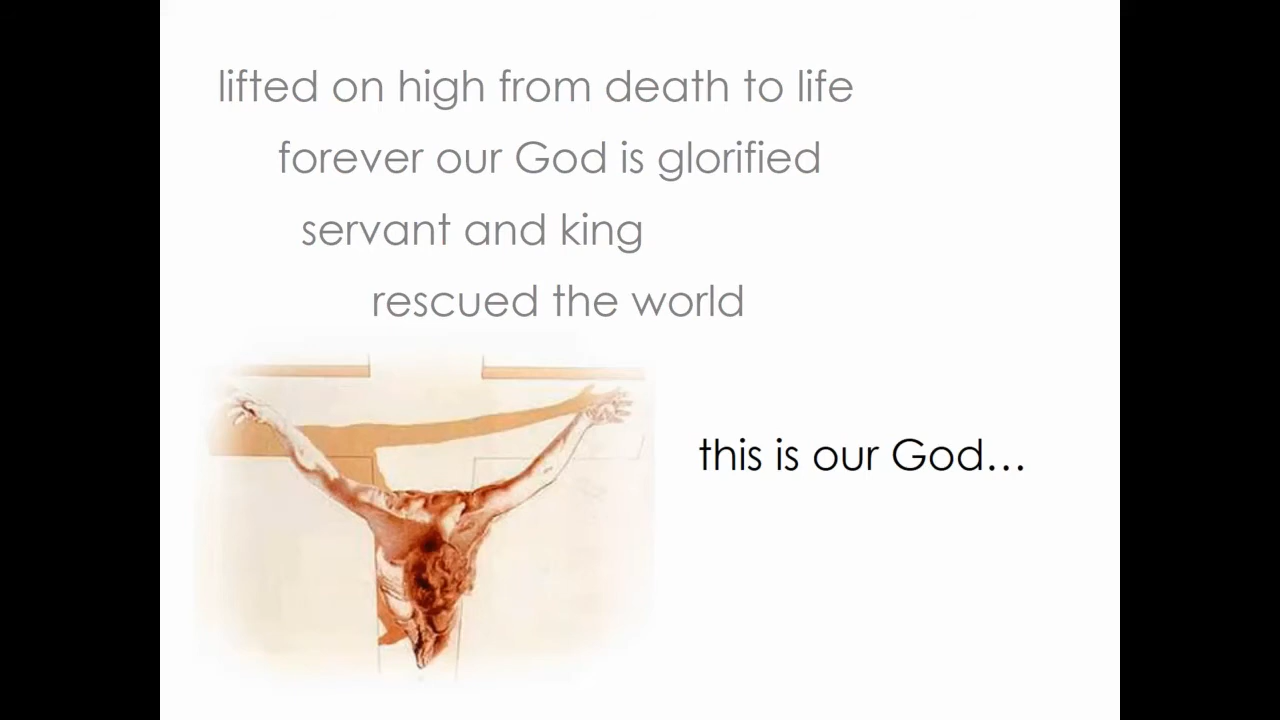 lifted on high from death to life
forever our God is glorified
servant and king
rescued the world
this is our God…